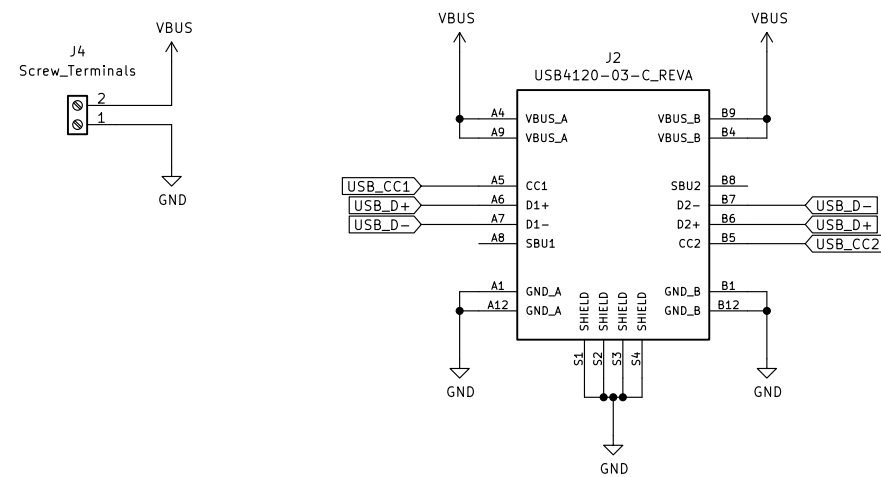 VBUS
J4
Screw_Terminals
2
1
GND
VBUS
VBUS
J2
USB4120-03-C_REVA
A4 VBUS_A VBUS_B B9
A9 VBUS_A VBUS_B B4
USB_CC1 A5 CC1 SBU2 B8
USB_D+ A6 D1+ D2- B7 USB_D-
USB_D- A7 D1- D2+ B6 USB_D+
A8 SBU1 CC2 B5 USB_CC2
A1 GND_A GND_B B1
A12 GND_A GND_B B12
SHIELD SHIELD SHIELD SHIELD
S1 S2 S3 S4
GND
GND
GND